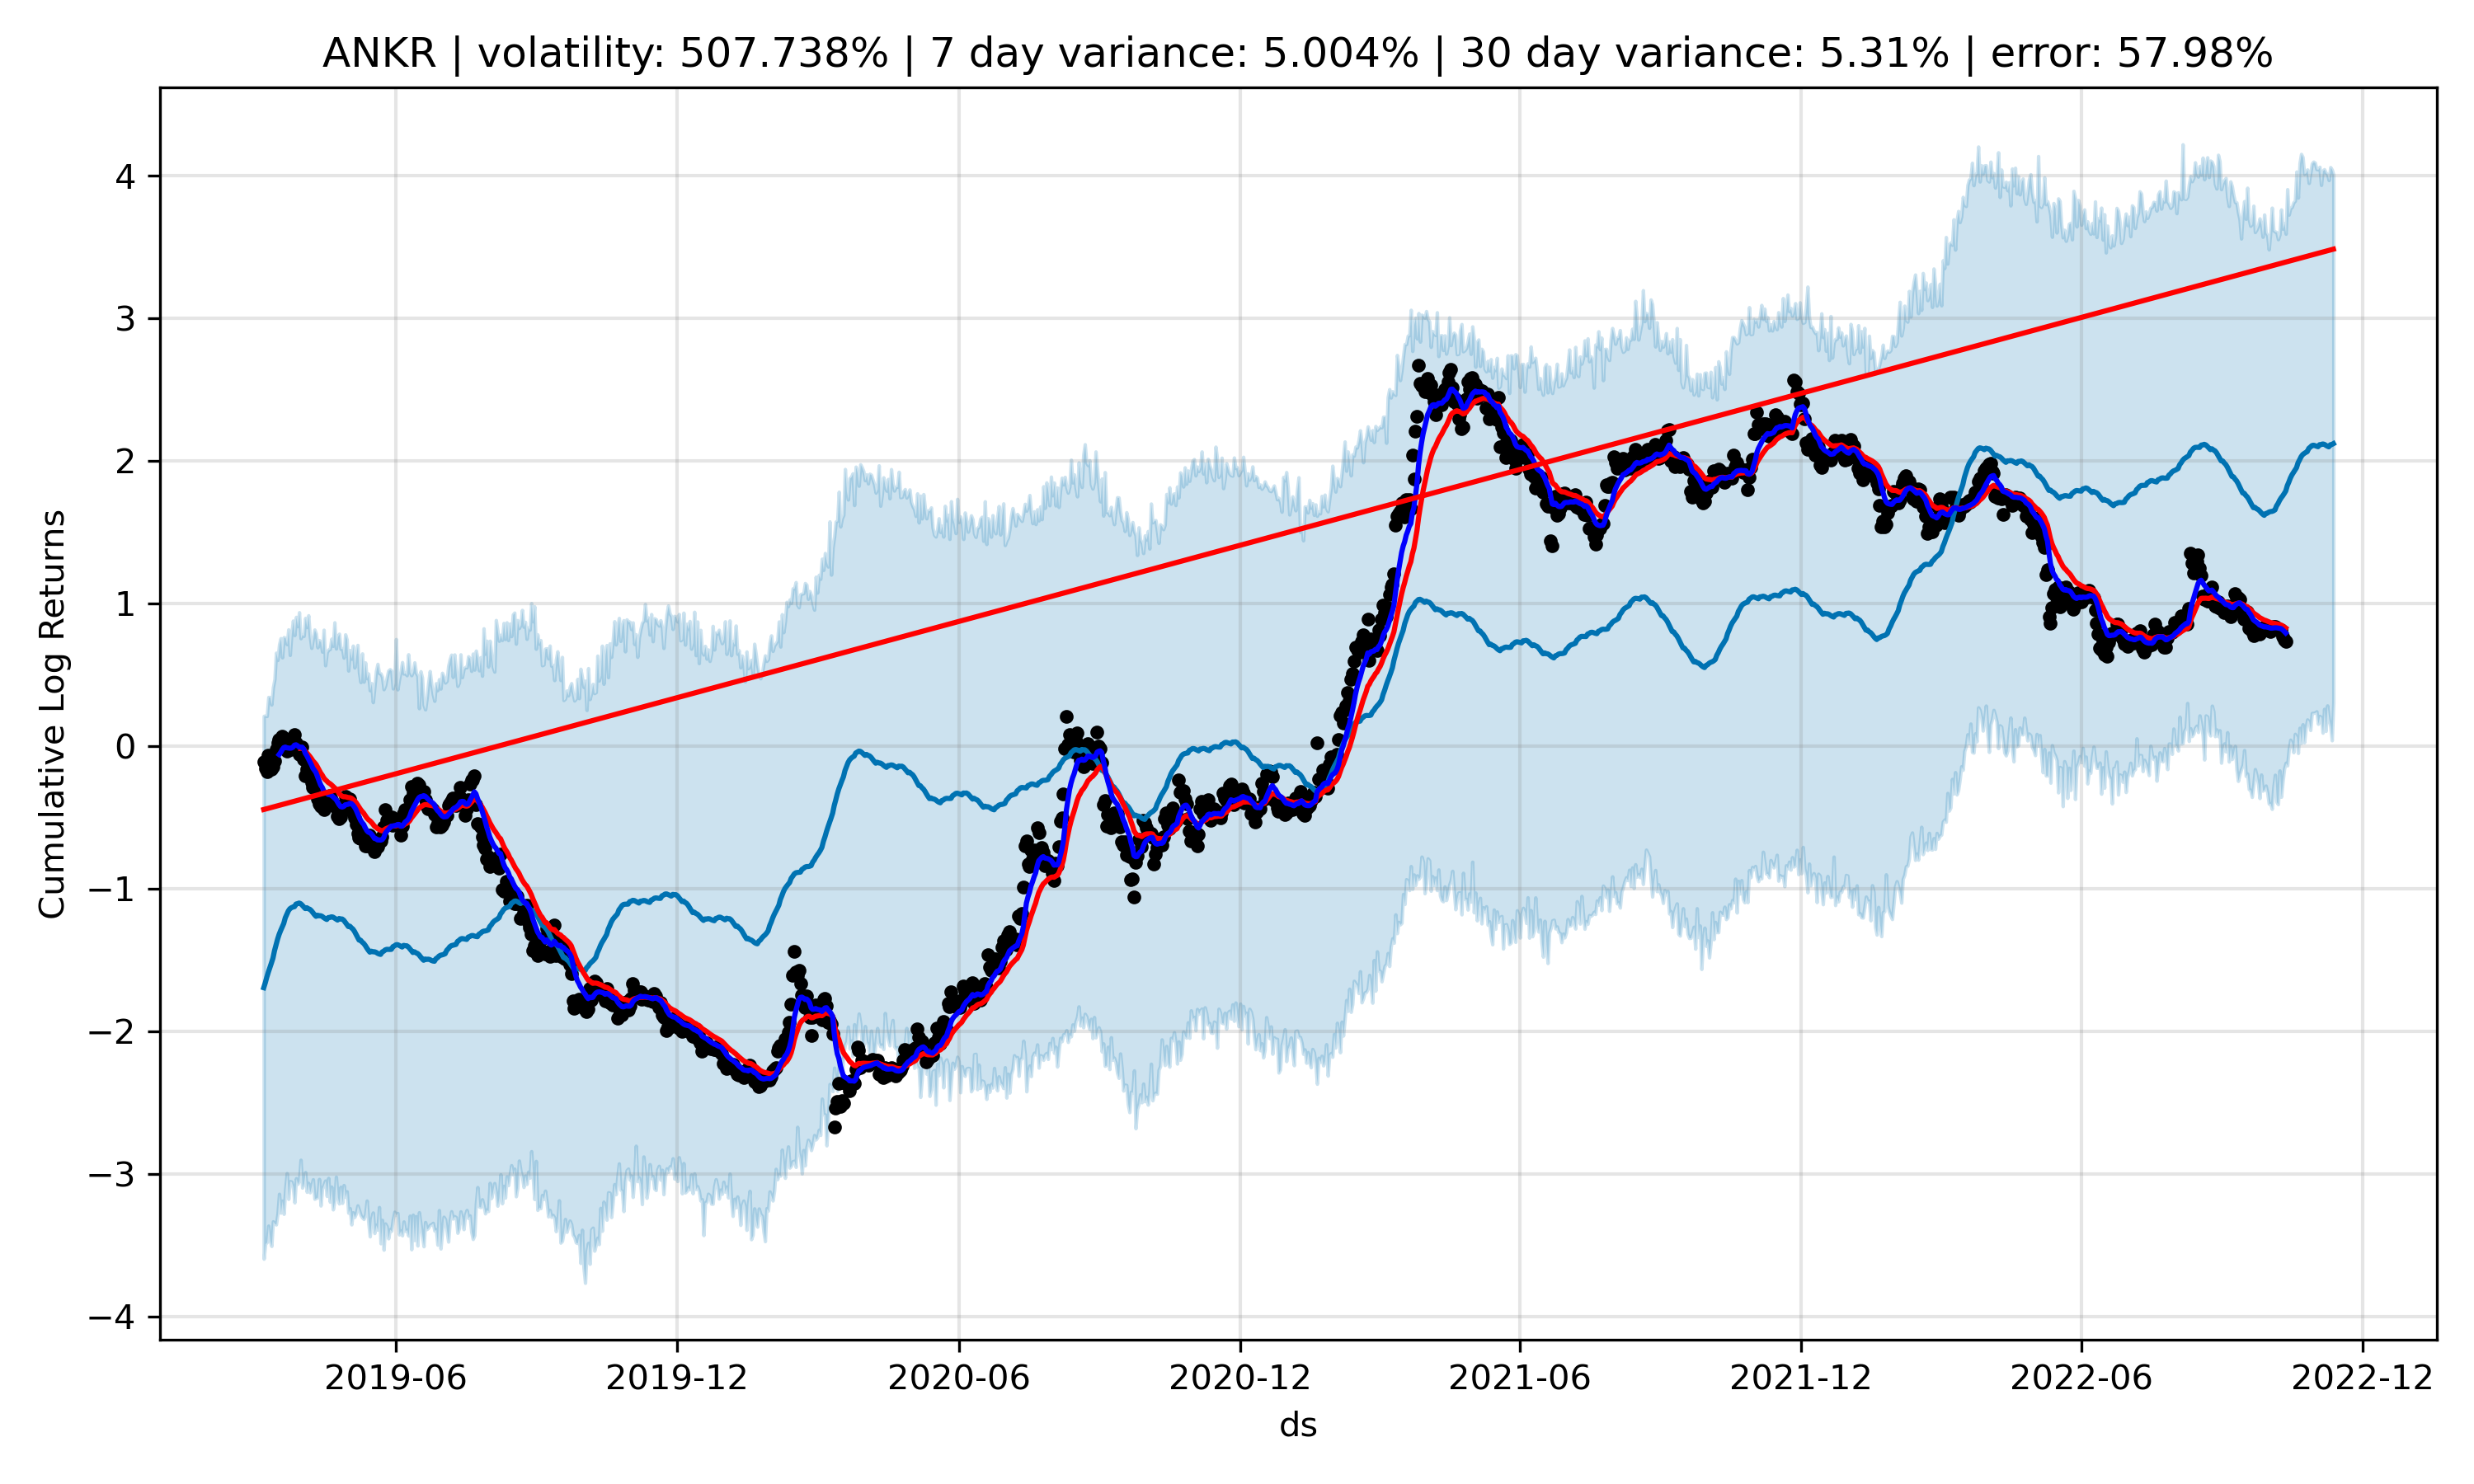 ANKR | volatility: 507.738% | 7 day variance: 5.004% | 30 day variance: 5.31% | error: 57.98%
Cumulative Log Returns
4
3
2
1
0
−1
−2
−3
−4
2019-06 2019-12 2020-06 2020-12 2021-06 2021-12 2022-06 2022-12
ds